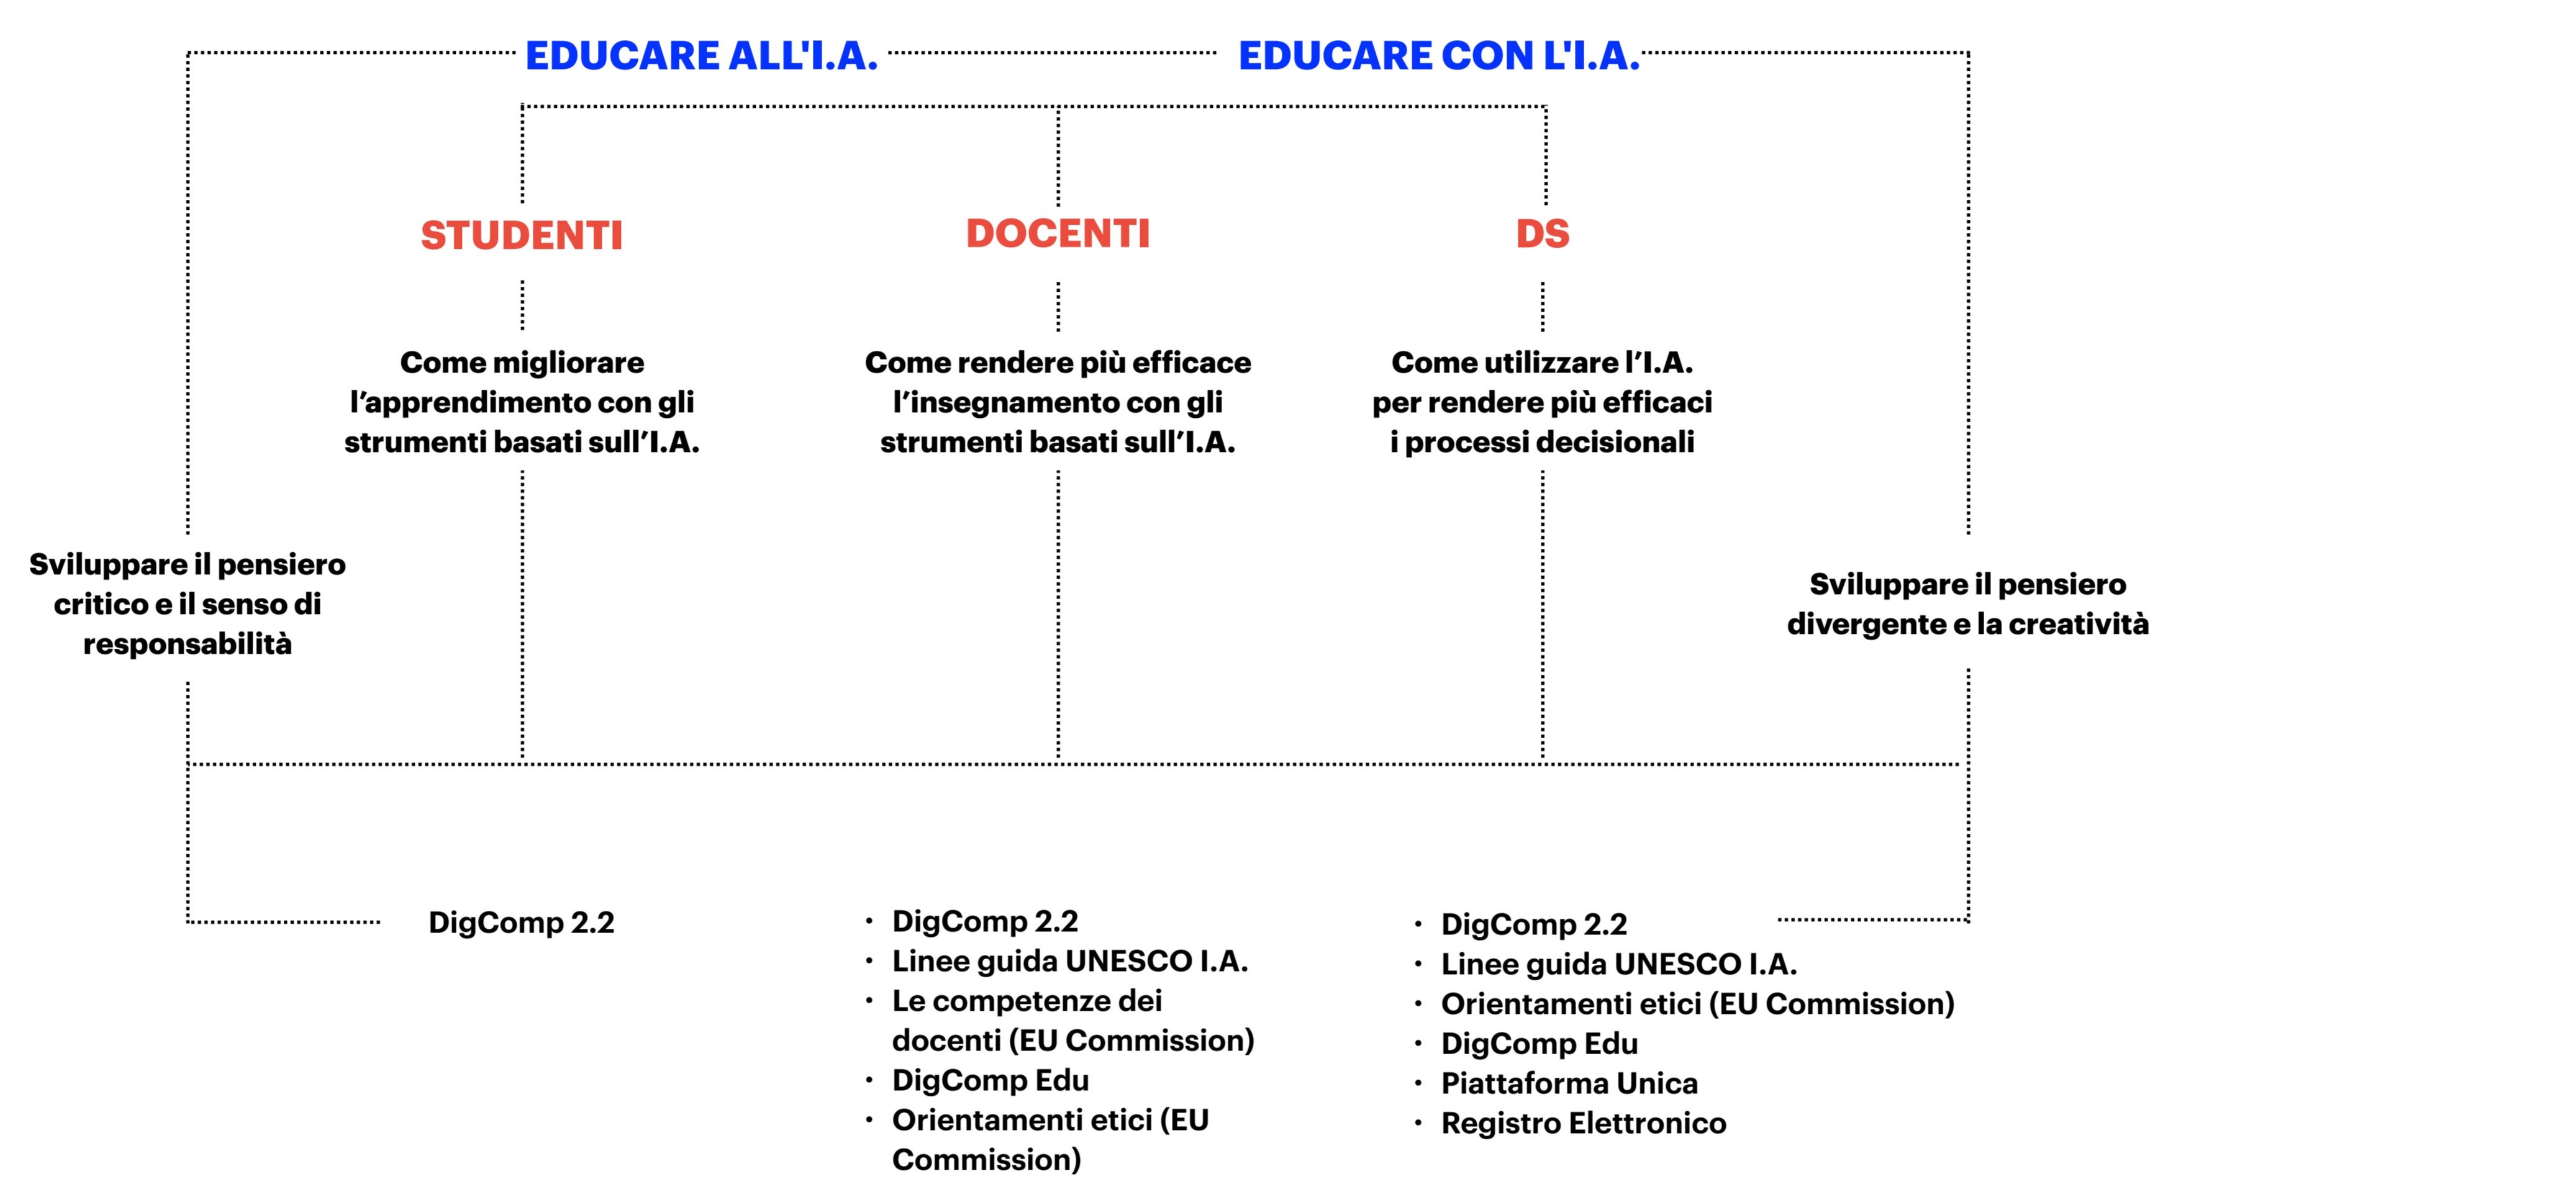 EDUCARE ALL'I.A.
EDUCARE CON L'I.A.
STUDENTI
DOCENTI
DS
Come migliorare
l’apprendimento con gli
strumenti basati sull’I.A.
Come rendere più efficace
l’insegnamento con gli
strumenti basati sull’I.A.
Come utilizzare l’I.A.
per rendere più efficaci
i processi decisionali
Sviluppare il pensiero
critico e il senso di
responsabilità
Sviluppare il pensiero
divergente e la creatività
DigComp 2.2
• DigComp 2.2
• Linee guida UNESCO I.A.
• Le competenze dei
docenti (EU Commission)
• DigComp Edu
• Orientamenti etici (EU
Commission)
• DigComp 2.2
• Linee guida UNESCO I.A.
• Orientamenti etici (EU Commission)
• DigComp Edu
• Piattaforma Unica
• Registro Elettronico